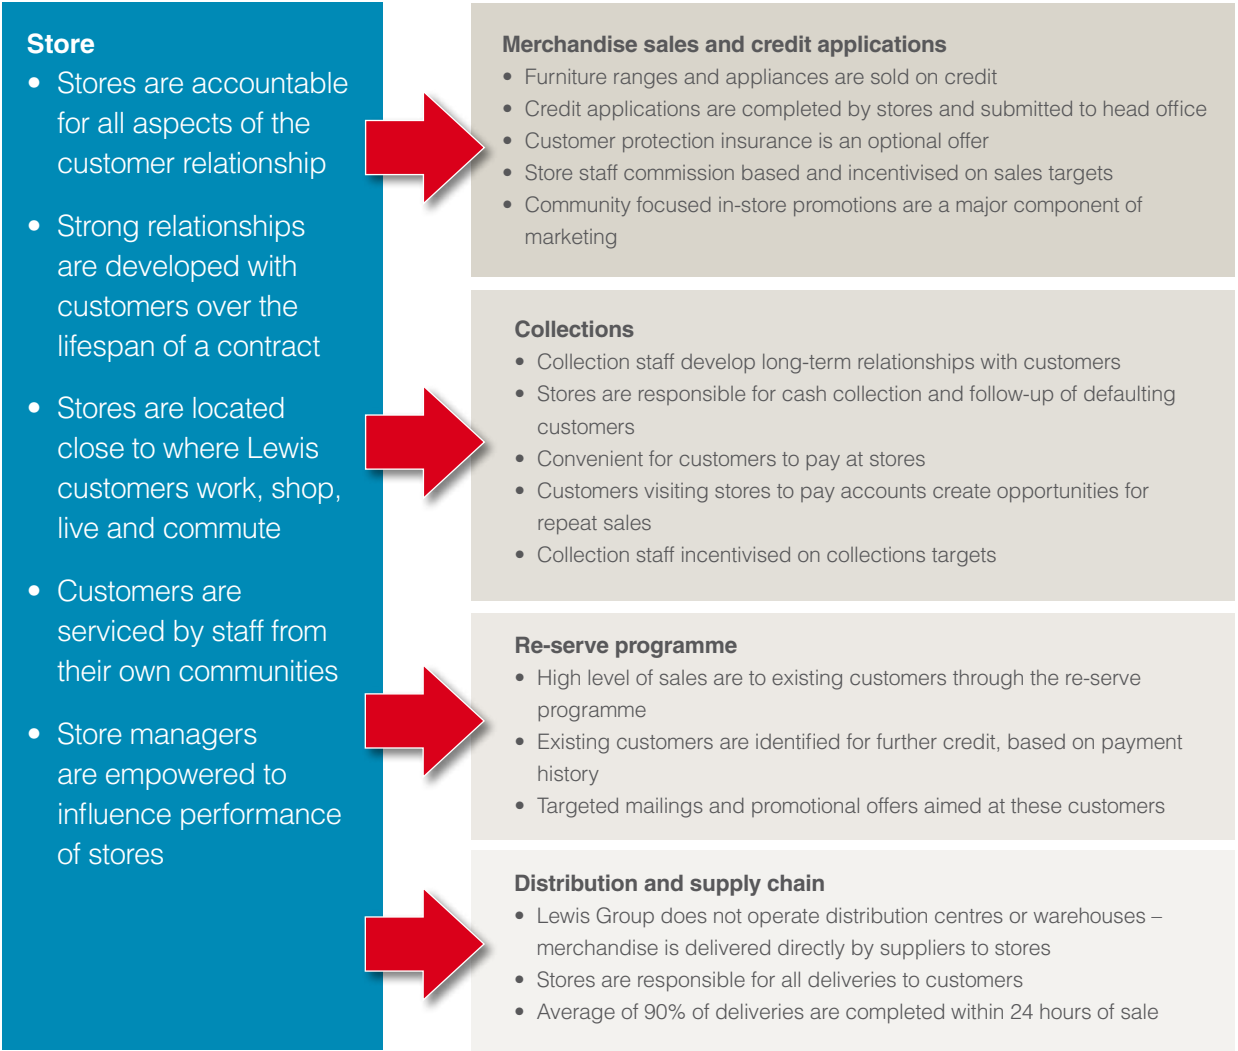 Store
• Stores are accountable
for all aspects of the
customer relationship
• Strong relationships
are developed with
customers over the
lifespan of a contract
• Stores are located
close to where Lewis
customers work, shop,
live and commute
• Customers are
serviced by staff from
their own communities
• Store managers
are empowered to
influence performance
of stores
Merchandise sales and credit applications
• Furniture ranges and appliances are sold on credit
• Credit applications are completed by stores and submitted to head office
• Customer protection insurance is an optional offer
• Store staff commission based and incentivised on sales targets
• Community focused in-store promotions are a major component of
marketing
Collections
• Collection staff develop long-term relationships with customers
• Stores are responsible for cash collection and follow-up of defaulting
customers
• Convenient for customers to pay at stores
• Customers visiting stores to pay accounts create opportunities for
repeat sales
• Collection staff incentivised on collections targets
Re-serve programme
• High level of sales are to existing customers through the re-serve
programme
• Existing customers are identified for further credit, based on payment
history
• Targeted mailings and promotional offers aimed at these customers
Distribution and supply chain
• Lewis Group does not operate distribution centres or warehouses –
merchandise is delivered directly by suppliers to stores
• Stores are responsible for all deliveries to customers
• Average of 90% of deliveries are completed within 24 hours of sale